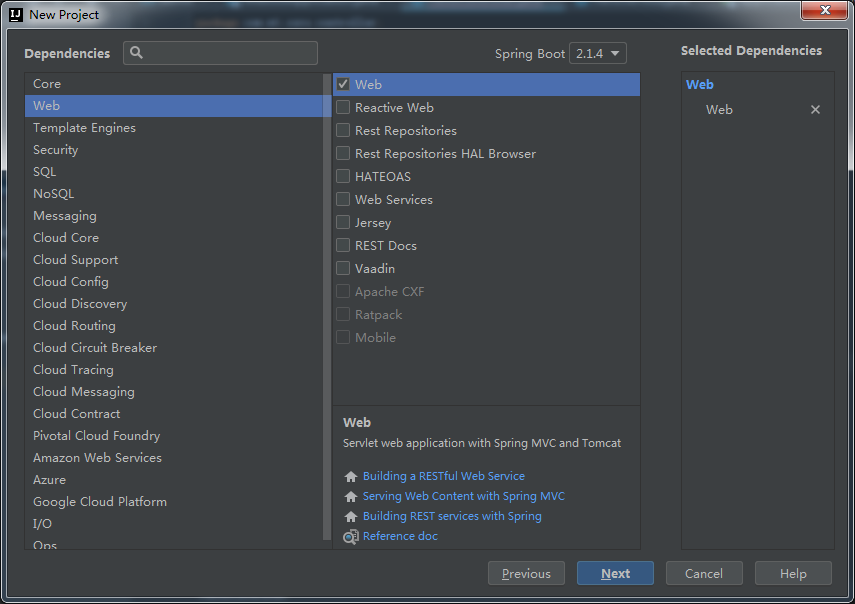 New Project
Dependencies
Spring Boot 2.1.4
Selected Dependencies
Core
Web
Template Engines
Security
SQL
NoSQL
Messaging
Cloud Core
Cloud Support
Cloud Config
Cloud Discovery
Cloud Routing
Cloud Circuit Breaker
Cloud Tracing
Cloud Messaging
Cloud Contract
Pivotal Cloud Foundry
Amazon Web Services
Azure
Google Cloud Platform
I/O
Ops
Web
Reactive Web
Rest Repositories
Rest Repositories HAL Browser
HATEOAS
Web Services
Jersey
REST Docs
Vaadin
Apache CXF
Ratpack
Mobile
Web
Servlet web application with Spring MVC and Tomcat
Building a RESTful Web Service
Serving Web Content with Spring MVC
Building REST services with Spring
Reference doc
Web
Web
Previous
Next
Cancel
Help